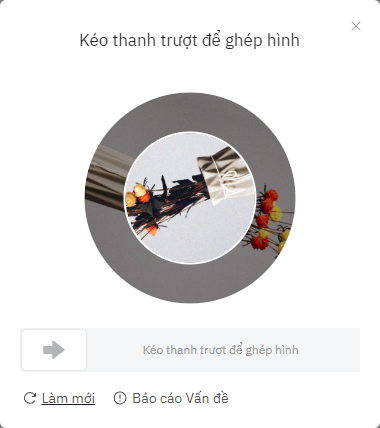 Kéo thanh trượt để ghép hình
Kéo thanh trượt để ghép hình
Làm mới
Báo cáo Vấn đề